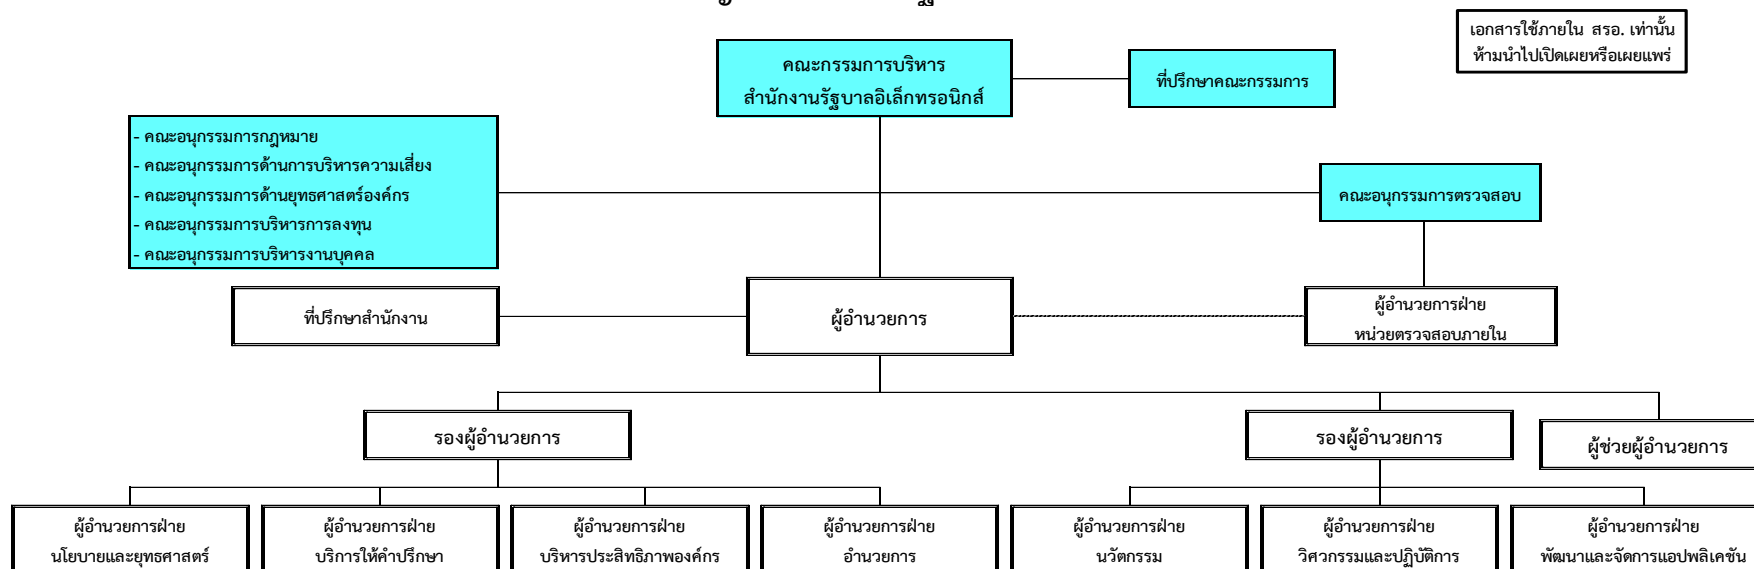 เอกสารใช้ภายใน สรอ. เท่านั้น
ห้ามนำไปเปิดเผยหรือเผยแพร่
คณะกรรมการบริหาร
สำนักงานรัฐบาลอิเล็กทรอนิกส์
ที่ปรึกษาคณะกรรมการ
- คณะอนุกรรมการกฎหมาย
- คณะอนุกรรมการด้านการบริหารความเสี่ยง
- คณะอนุกรรมการด้านยุทธศาสตร์องค์กร
- คณะอนุกรรมการบริหารการลงทุน
- คณะอนุกรรมการบริหารงานบุคคล
คณะอนุกรรมการตรวจสอบ
ที่ปรึกษาสำนักงาน
ผู้อำนวยการ
ผู้อำนวยการฝ่าย
หน่วยตรวจสอบภายใน
รองผู้อำนวยการ
รองผู้อำนวยการ
ผู้ช่วยผู้อำนวยการ
ผู้อำนวยการฝ่าย
นโยบายและยุทธศาสตร์
ผู้อำนวยการฝ่าย
บริการให้คำปรึกษา
ผู้อำนวยการฝ่าย
บริหารประสิทธิภาพองค์กร
ผู้อำนวยการฝ่าย
อำนวยการ
ผู้อำนวยการฝ่าย
นวัตกรรม
ผู้อำนวยการฝ่าย
วิศวกรรมและปฏิบัติการ
ผู้อำนวยการฝ่าย
พัฒนาและจัดการแอปพลิเคชัน